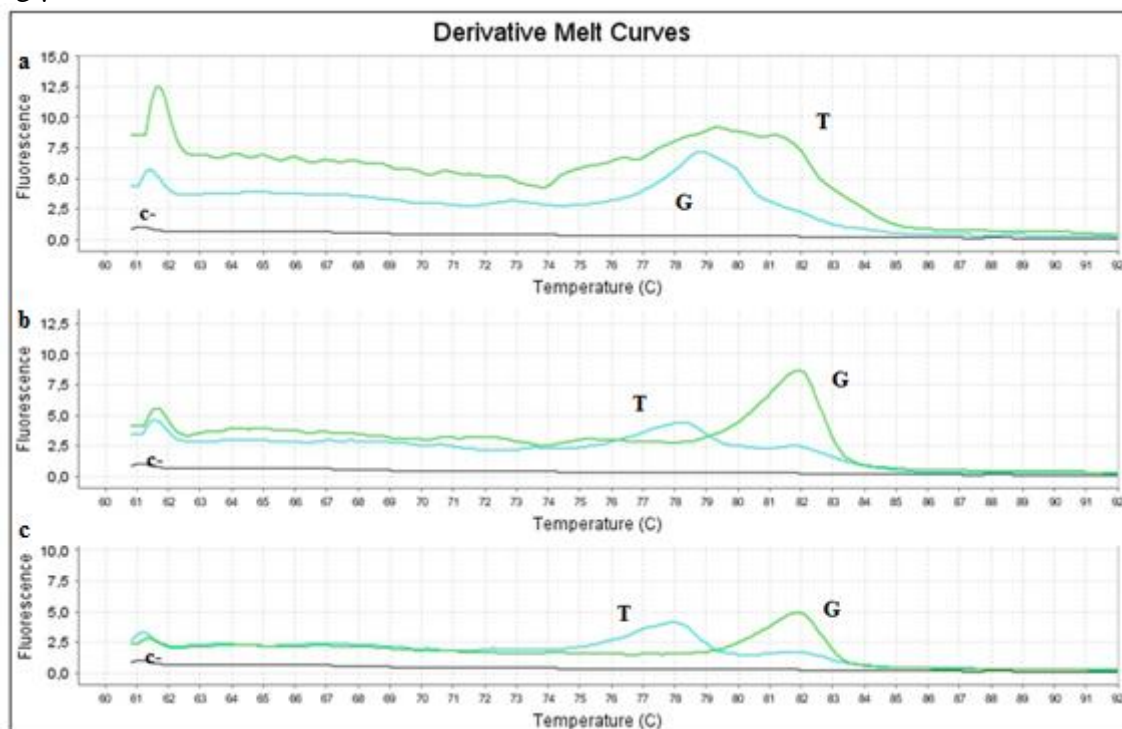 Derivative Melt Curves
a
Fluorescence
15,0
12,5
10,0
7,5
5,0
2,5
0,0
T
G
c-
60 61 62 63 64 65 66 67 68 69 70 71 72 73 74 75 76 77 78 79 80 81 82 83 84 85 86 87 88 89 90 91 92
Temperature (C)
b
Fluorescence
12,5
10,0
7,5
5,0
2,5
0,0
T
G
c-
60 61 62 63 64 65 66 67 68 69 70 71 72 73 74 75 76 77 78 79 80 81 82 83 84 85 86 87 88 89 90 91 92
Temperature (C)
c
Fluorescence
10,0
7,5
5,0
2,5
0,0
T
G
c-
60 61 62 63 64 65 66 67 68 69 70 71 72 73 74 75 76 77 78 79 80 81 82 83 84 85 86 87 88 89 90 91 92
Temperature (C)